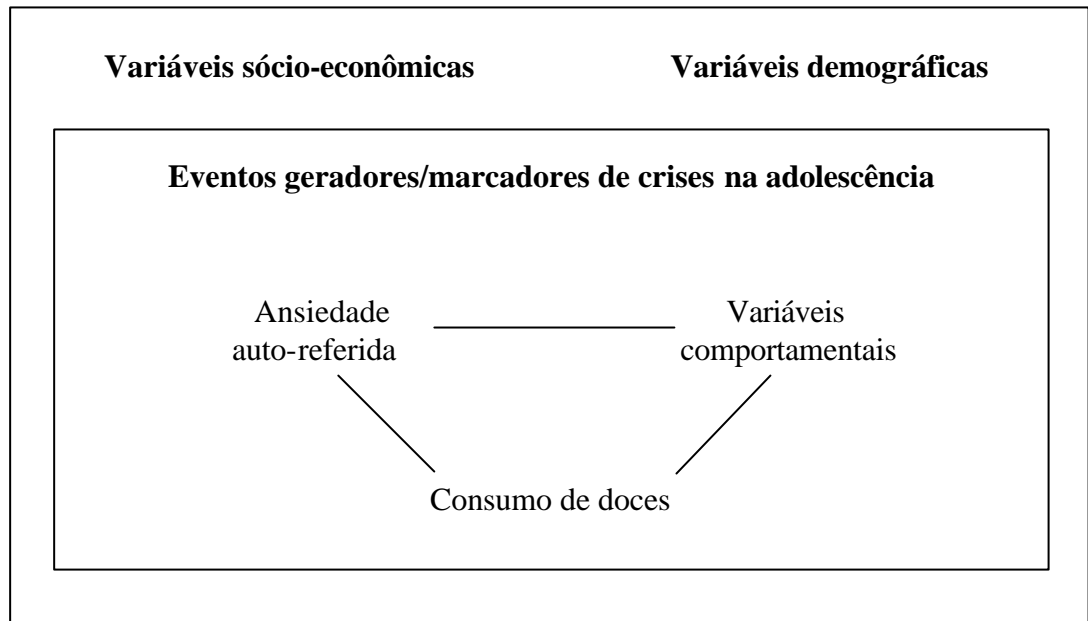 Variáveis sócio-econômicas
Variáveis demográficas
Eventos geradores/marcadores de crises na adolescência
Ansiedade
auto-referida
Variáveis
comportamentais
Consumo de doces